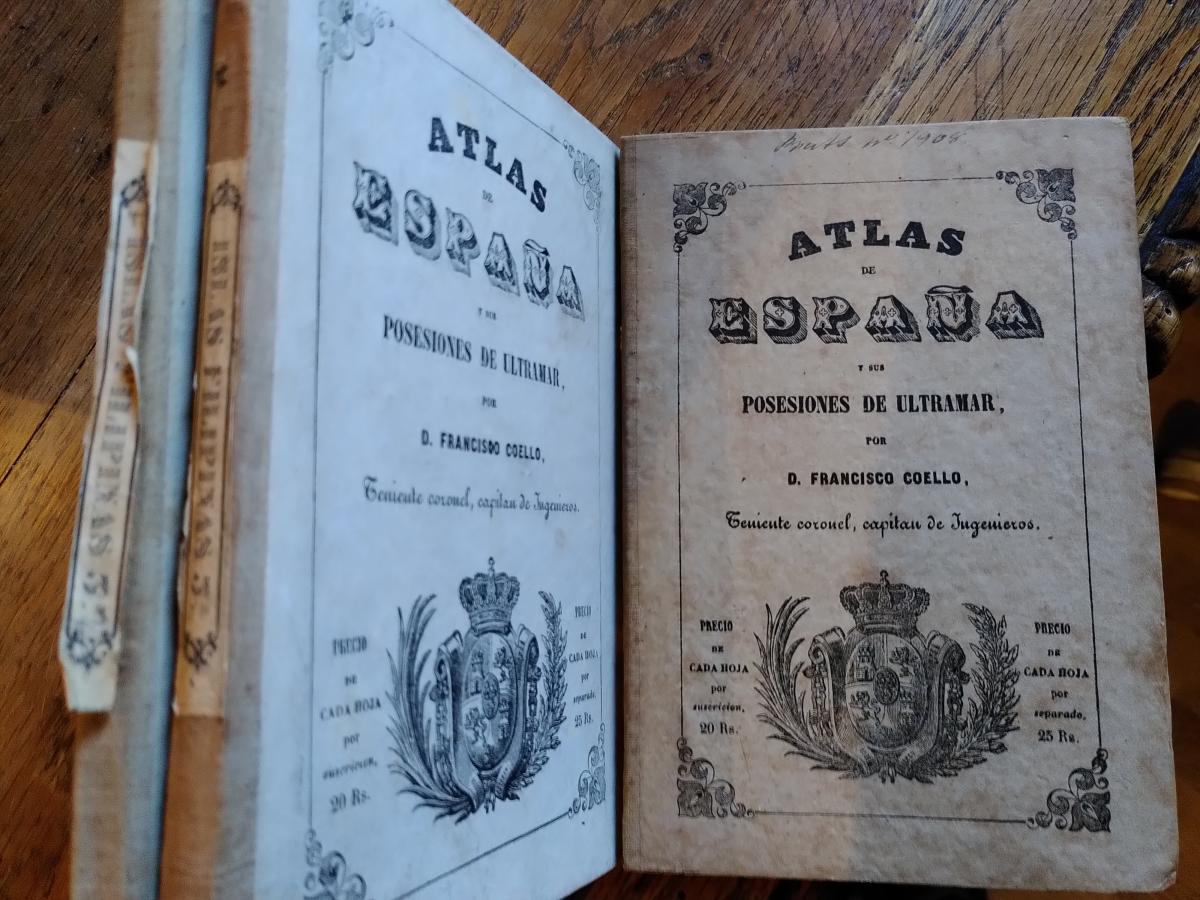 ISLAS FILIPINAS
ISLAS FILIPINAS
ATLAS
DE
ESPAÑA
Y SUS
POSESIONES DE ULTRAMAR,
POR
D. FRANCISCO COELLO,
Teniente coronel, capitan de Ingenieros.
PRECIO
DE
CADA HOJA
por
suscricion,
20 Rs.
PRECIO
DE
CADA HOJA
por
separado,
25 Rs.
nº 1908
ATLAS
DE
ESPAÑA
Y SUS
POSESIONES DE ULTRAMAR,
POR
D. FRANCISCO COELLO,
Teniente coronel, capitan de Ingenieros.
PRECIO
DE
CADA HOJA
por
suscricion,
20 Rs.
PRECIO
DE
CADA HOJA
por
separado,
25 Rs.